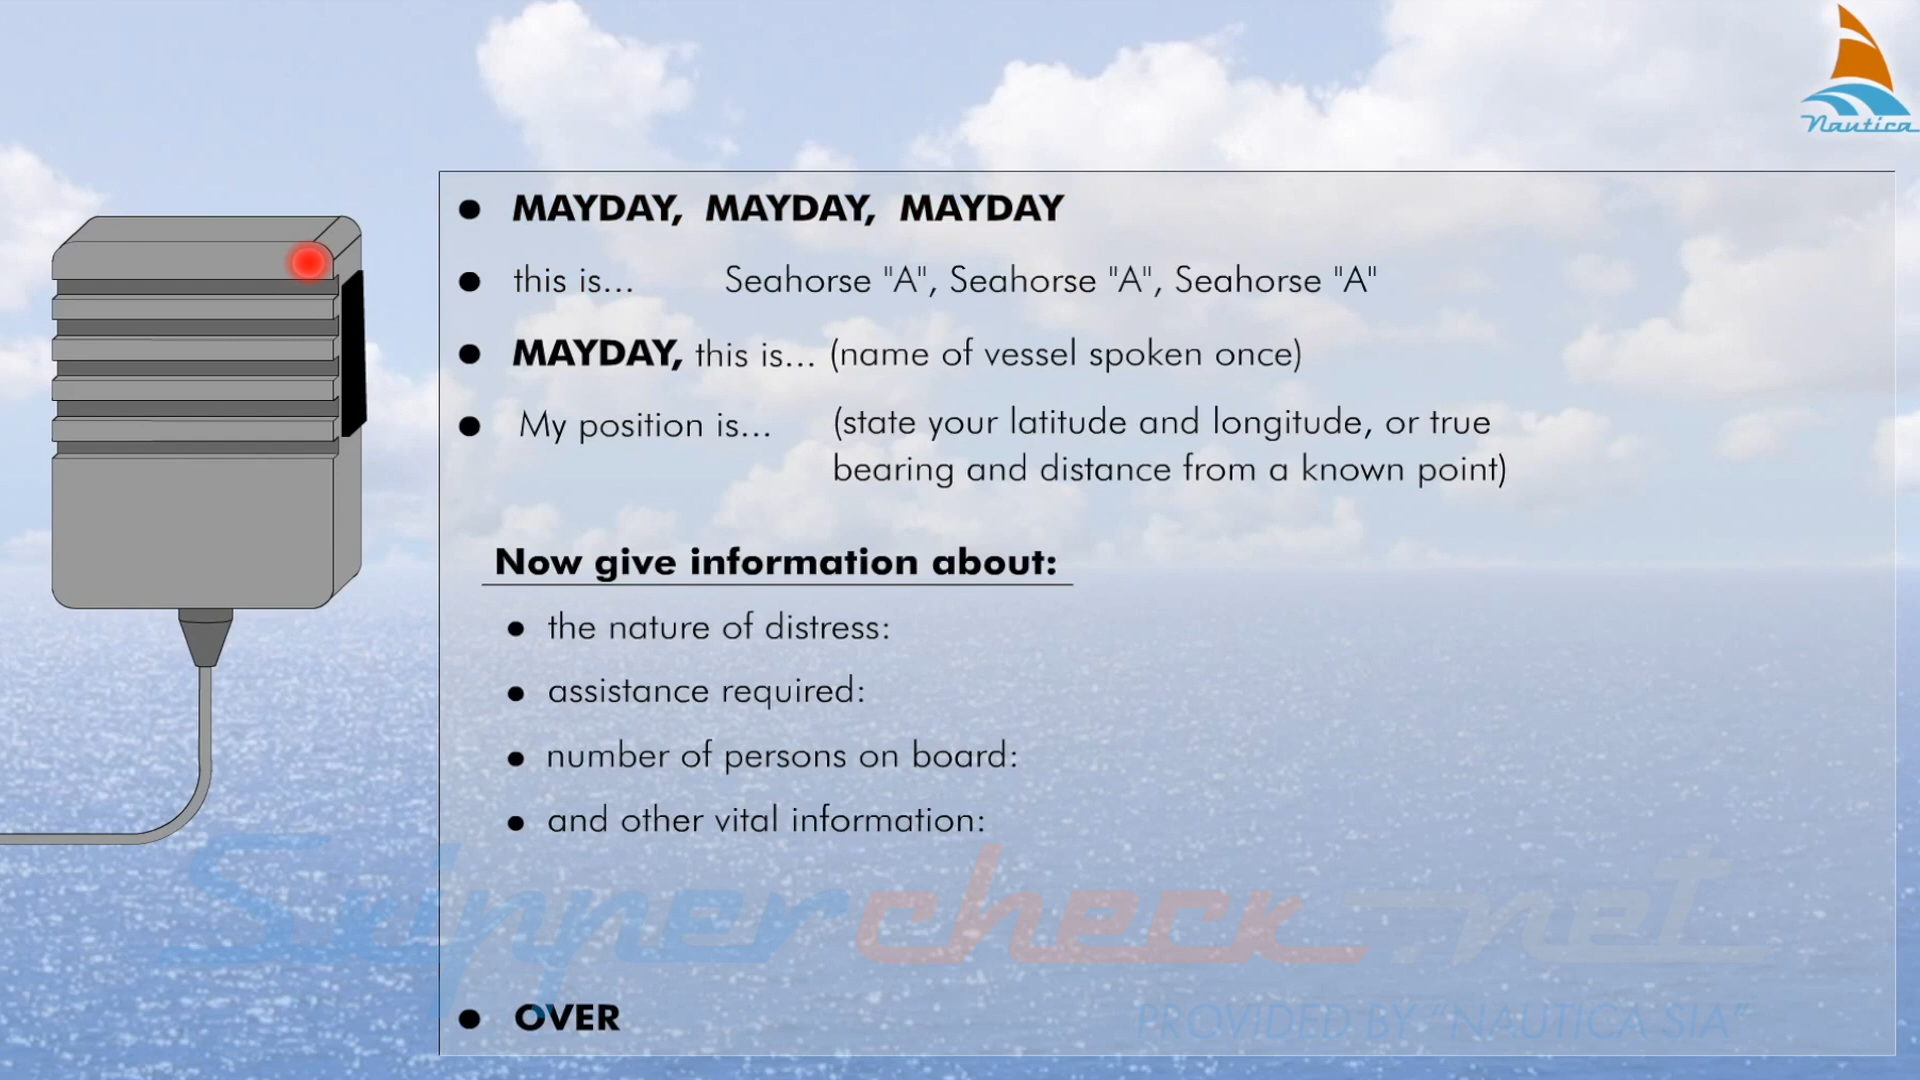 Nautica
MAYDAY, MAYDAY, MAYDAY
this is... Seahorse "A", Seahorse "A", Seahorse "A"
MAYDAY, this is... (name of vessel spoken once)
My position is... (state your latitude and longitude, or true
bearing and distance from a known point)
Now give information about:
the nature of distress:
assistance required:
number of persons on board:
and other vital information:
Skippercheck.net
OVER
PROVIDED BY "NAUTICA SIA"